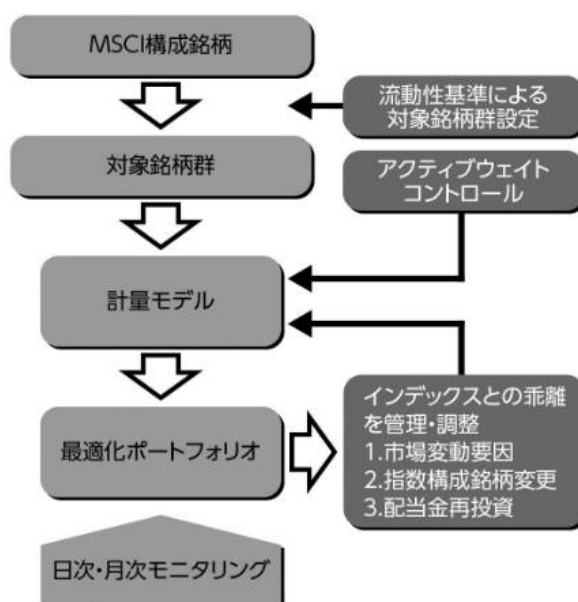 MSCI構成銘柄
流動性基準による
対象銘柄群設定
対象銘柄群
アクティブウェイト
コントロール
計量モデル
最適化ポートフォリオ
インデックスとの乖離
を管理・調整
1.市場変動要因
2.指数構成銘柄変更
3.配当金再投資
日次・月次モニタリング